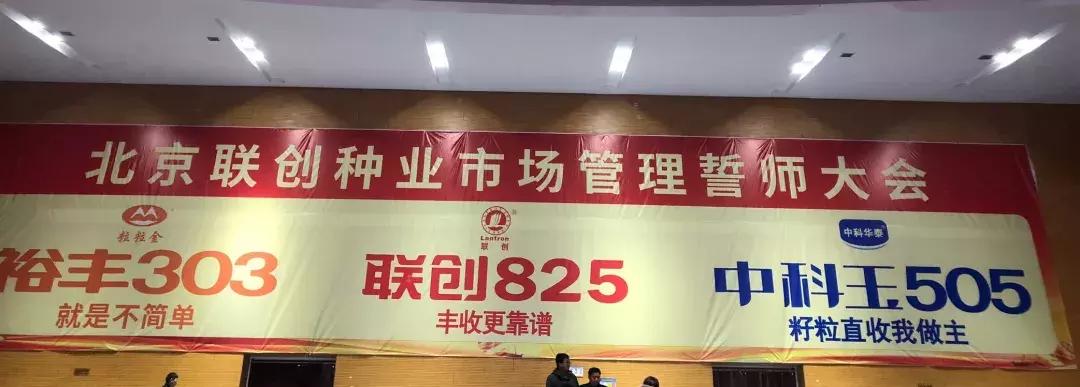 北京联创种业市场管理誓师大会
粒粒金
裕丰303
就是不简单
Lantron
联创
联创825
丰收更靠谱
中科华泰
中科玉505
籽粒直收我做主